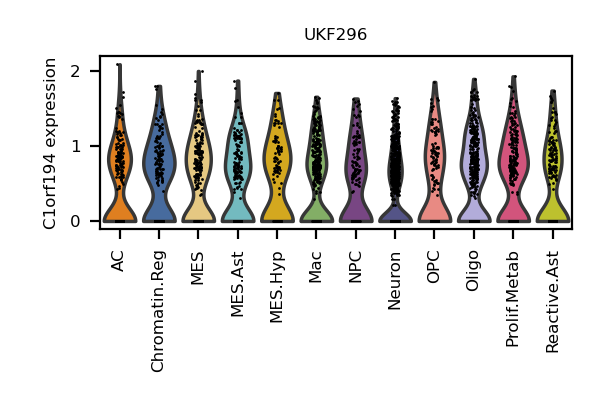 UKF296
C1orf194 expression
2
1
0
AC
Chromatin.Reg
MES
MES.Ast
MES.Hyp
Mac
NPC
Neuron
OPC
Oligo
Prolif.Metab
Reactive.Ast